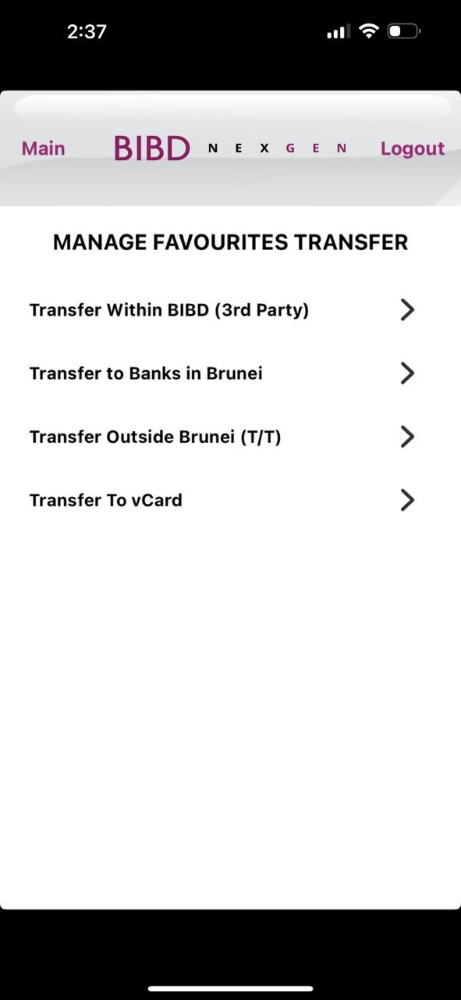 2:37
Main BIBD NEXGEN Logout
MANAGE FAVOURITES TRANSFER
Transfer Within BIBD (3rd Party)
Transfer to Banks in Brunei
Transfer Outside Brunei (T/T)
Transfer To vCard